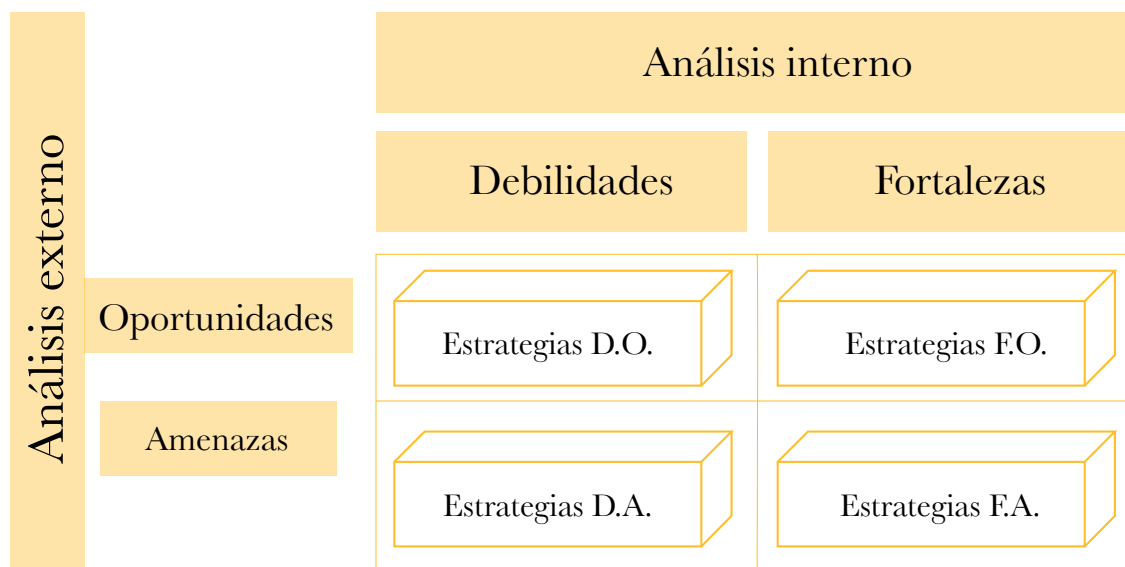 Análisis externo
Análisis interno
Debilidades
Fortalezas
Oportunidades
Estrategias D.O.
Estrategias F.O.
Amenazas
Estrategias D.A.
Estrategias F.A.